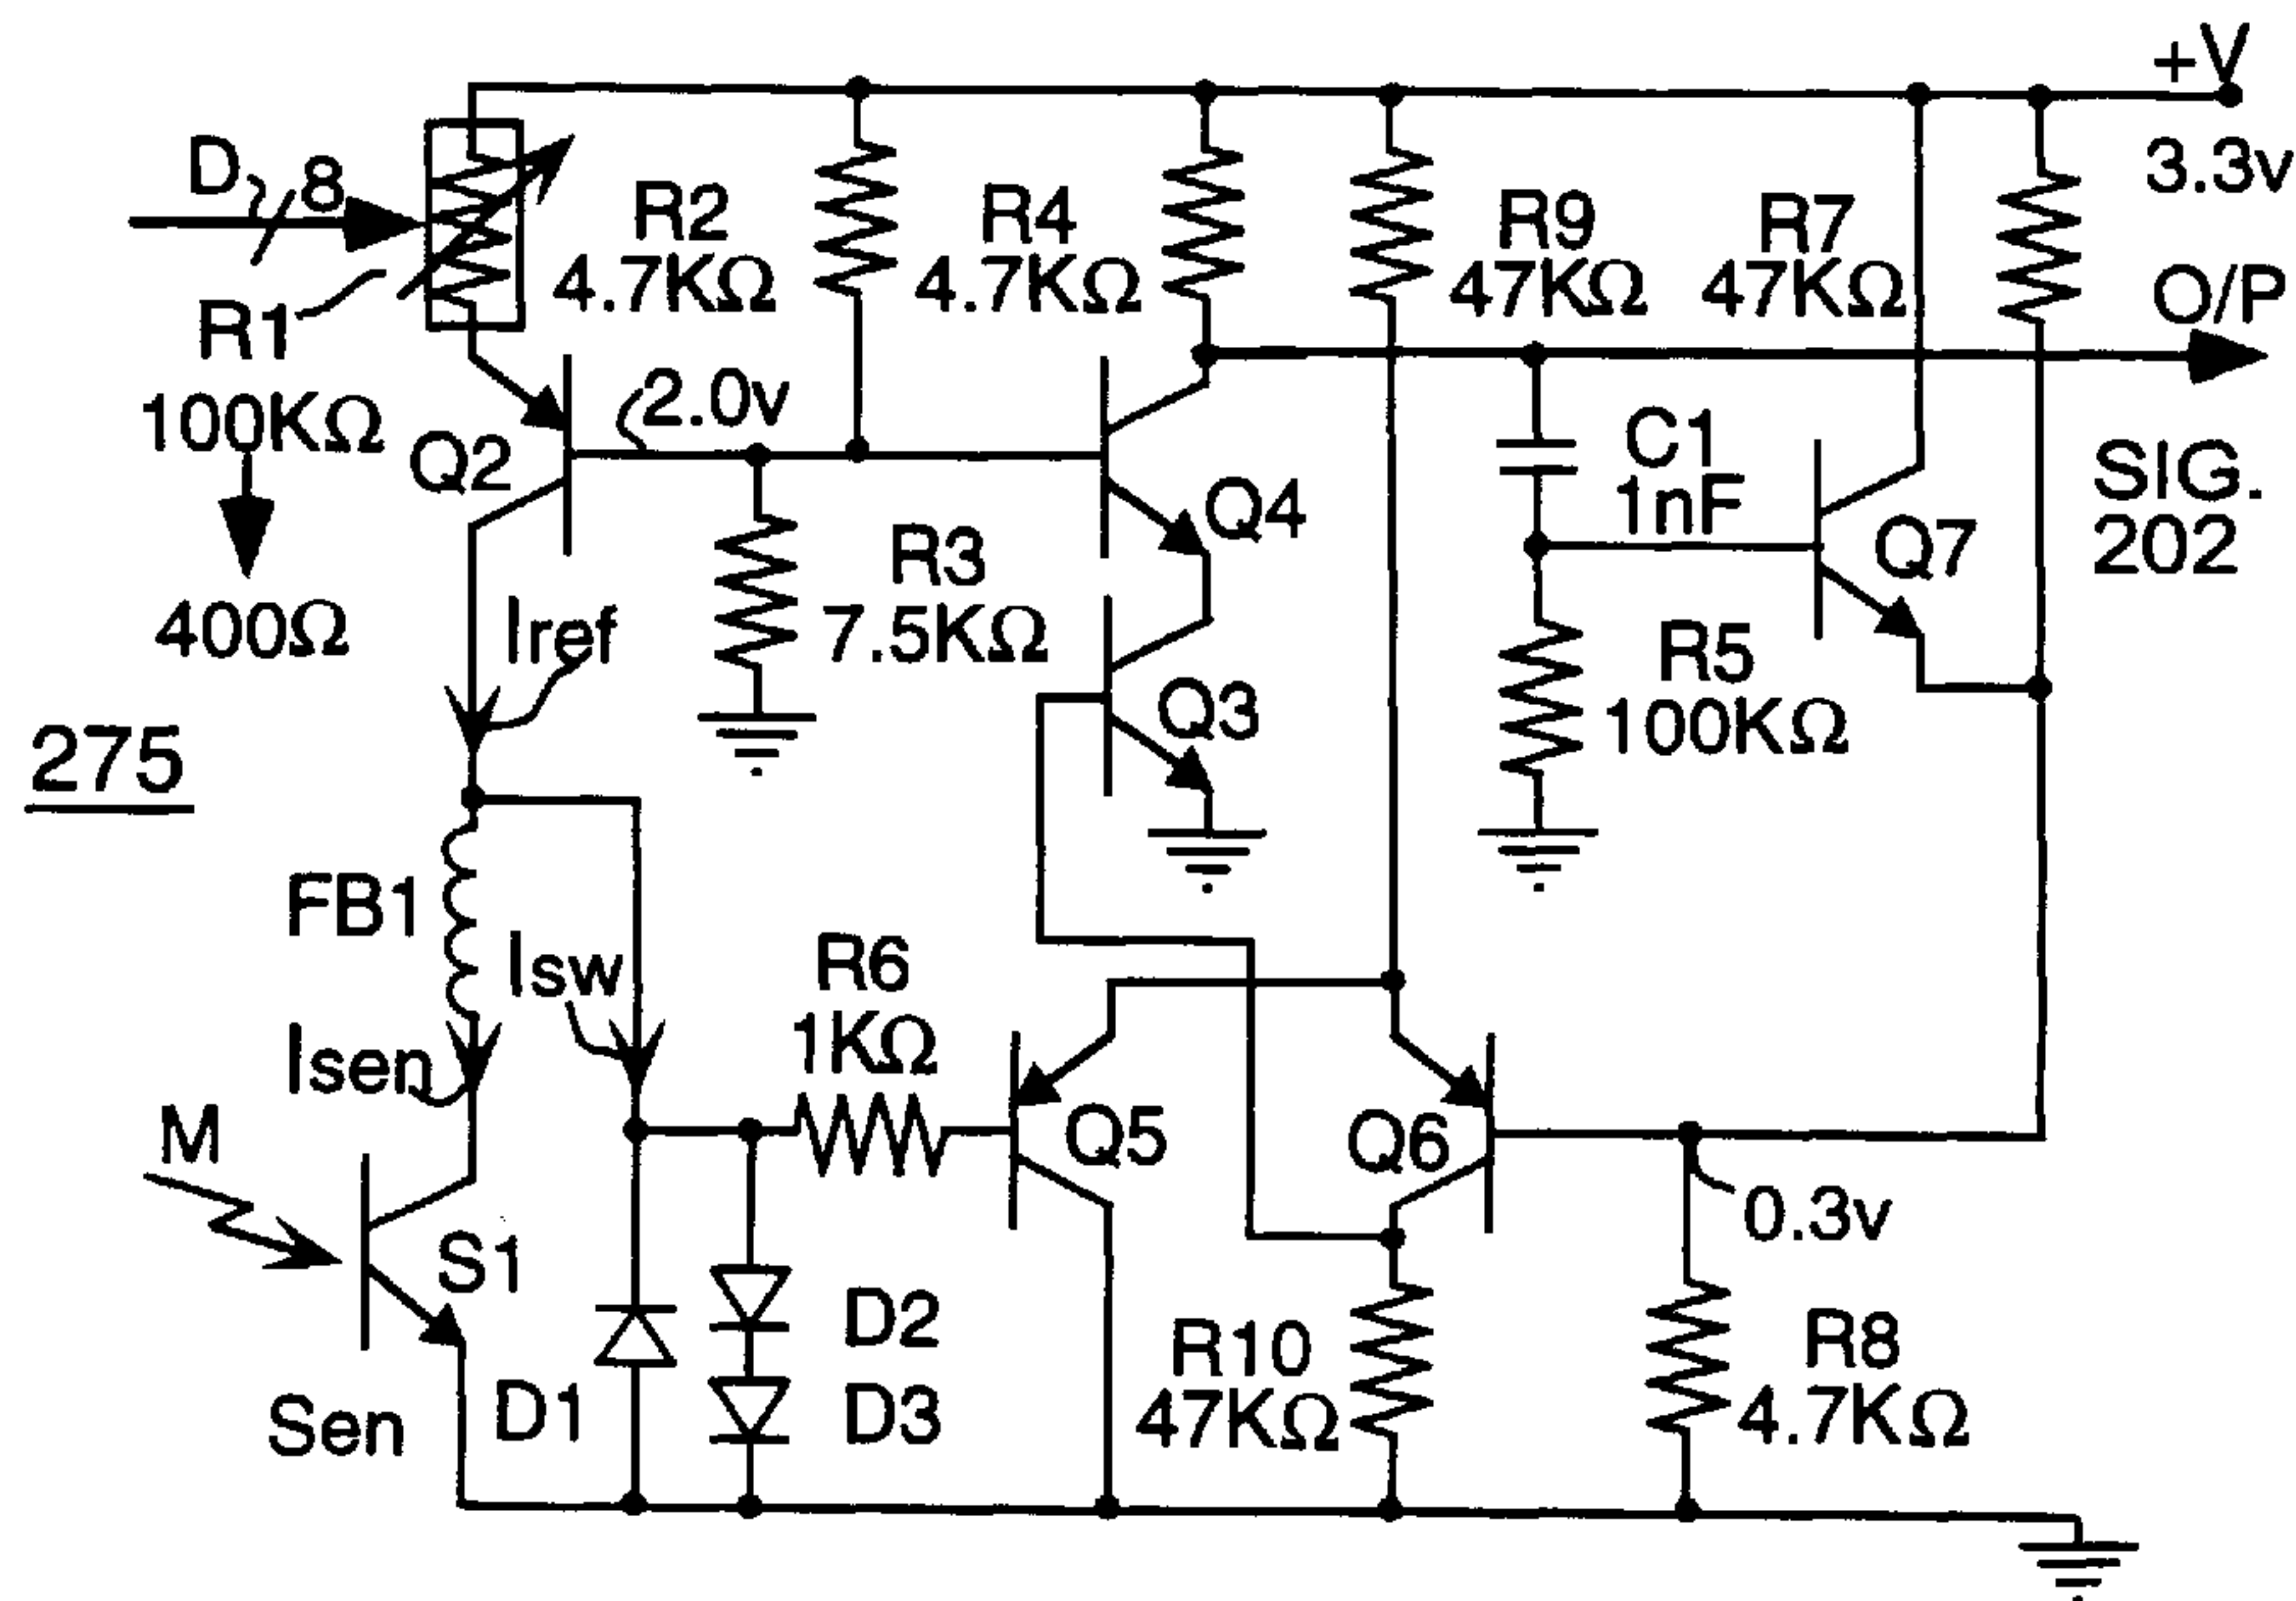 +V
3.3v
D
8
R1
100KΩ
400Ω
R2
4.7KΩ
R4
4.7KΩ
R9
47KΩ
R7
47KΩ
O/P
SIG.
202
Q2
2.0v
Q4
C1
1nF
Q7
R3
7.5KΩ
Q3
R5
100KΩ
Iref
275
FB1
Isw
Isen
R6
1KΩ
Q5
Q6
0.3v
M
S1
Sen
D1
D2
D3
R10
47KΩ
R8
4.7KΩ